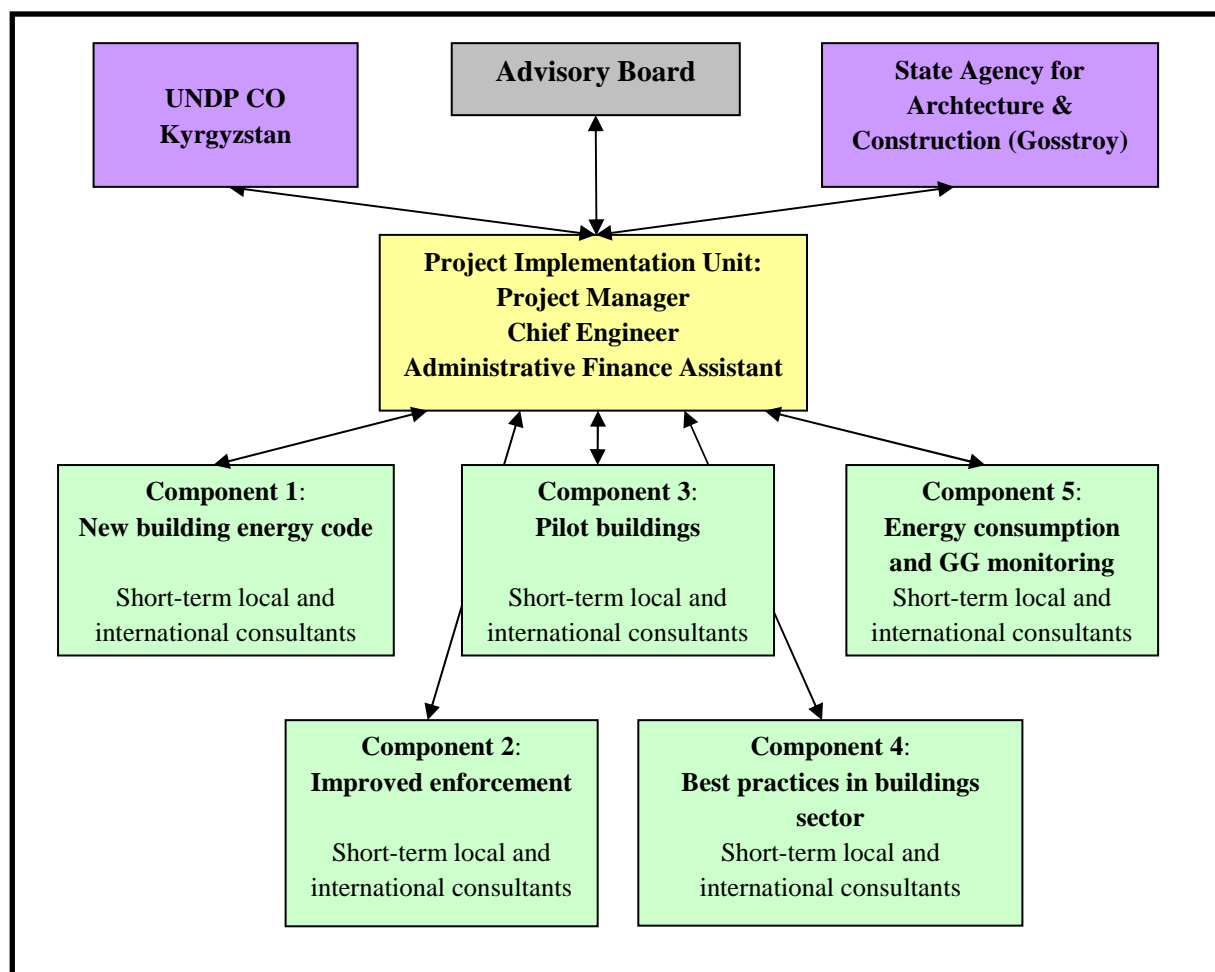 UNDP CO
Kyrgyzstan
Advisory Board
State Agency for
Archtecture &
Construction (Gosstroy)
Project Implementation Unit:
Project Manager
Chief Engineer
Administrative Finance Assistant
Component 1:
New building energy code
Short-term local and
international consultants
Component 3:
Pilot buildings
Short-term local and
international consultants
Component 5:
Energy consumption
and GG monitoring
Short-term local and
international consultants
Component 2:
Improved enforcement
Short-term local and
international consultants
Component 4:
Best practices in buildings
sector
Short-term local and
international consultants